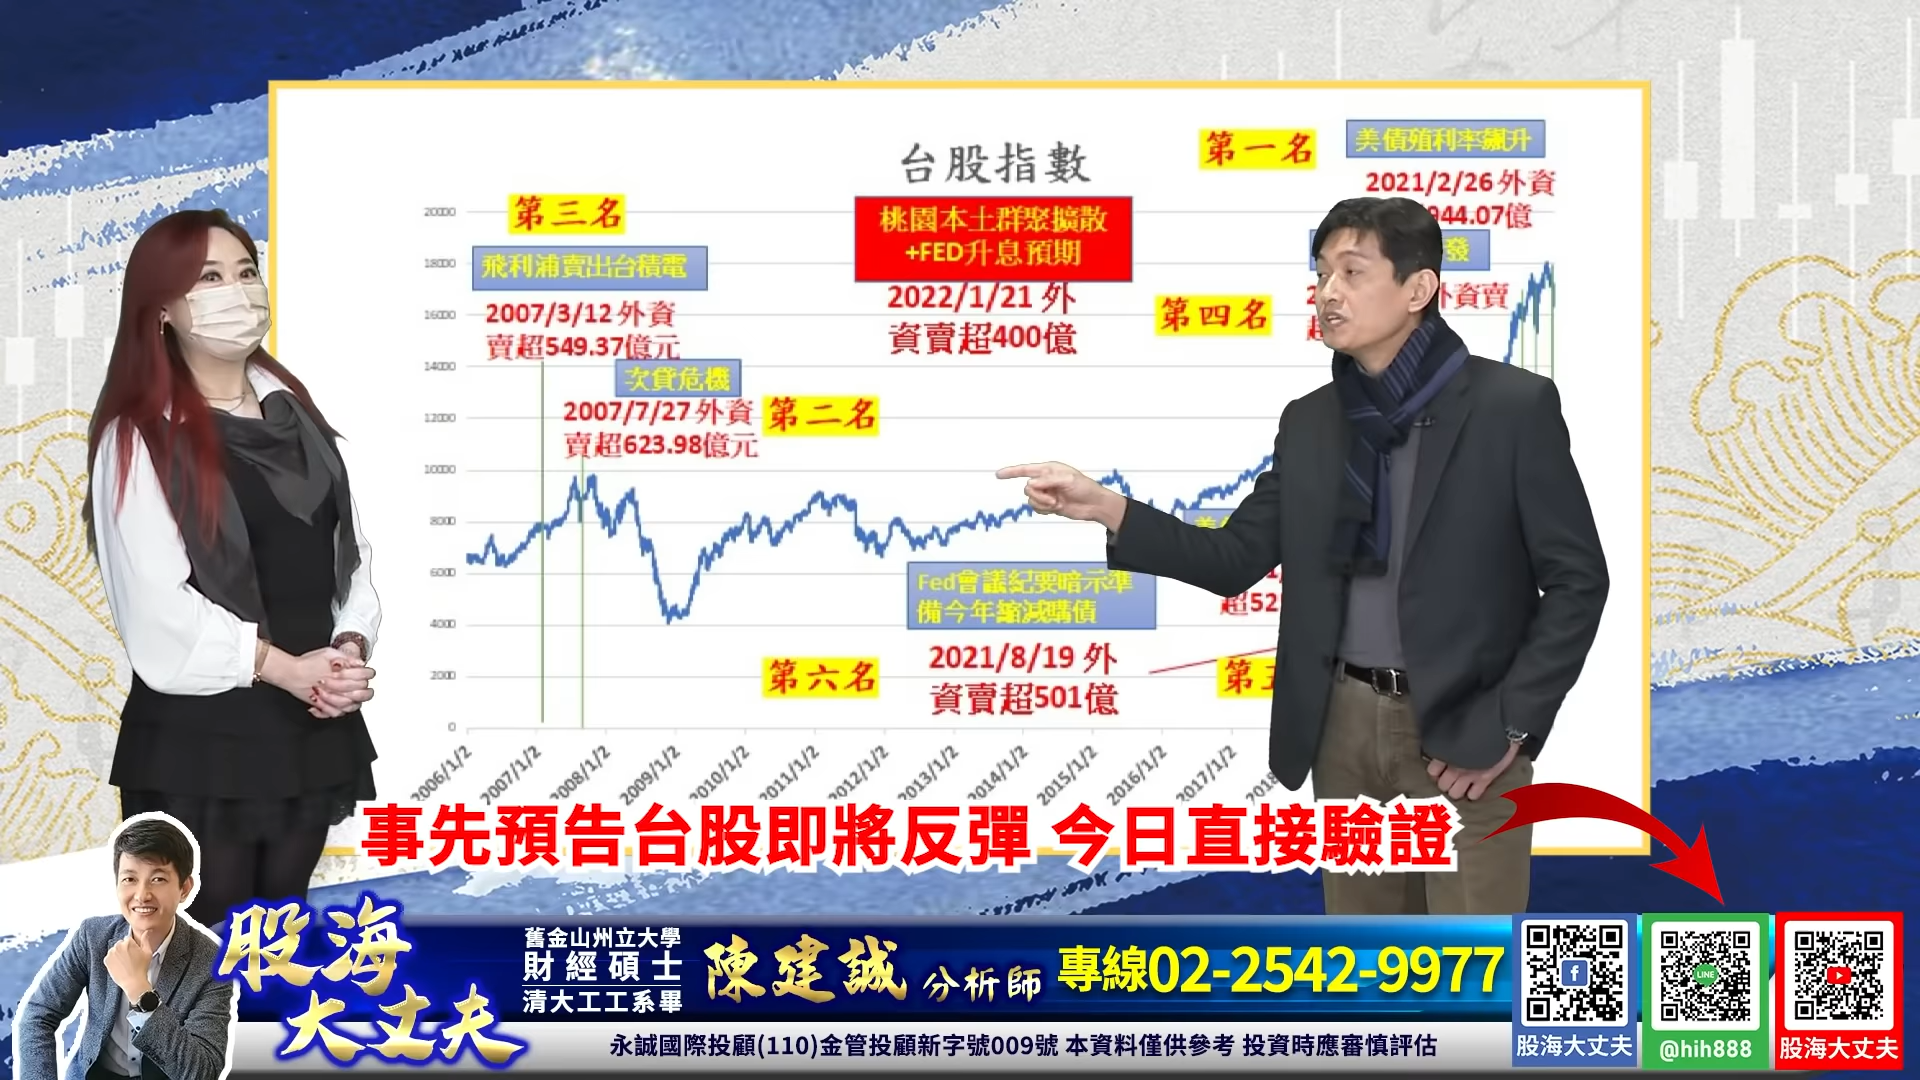 台股指數
第一名
美債殖利率飆升
2021/2/26外資
944.07億
第三名
飛利浦賣出台積電
2007/3/12外資
賣超549.37億元
桃園本土群聚擴散
+FED升息預期
2022/1/21 外
資賣超400億
發
外資賣
第四名
次貸危機
2007/7/27外資
賣超623.98億元
第二名
Fed會議紀要暗示準
備今年縮減購債
2021/8/19 外
資賣超501億
第六名
超52
第五
20000
18000
16000
14000
12000
10000
8000
6000
4000
2000
0
2006/1/2
2007/1/2
2008/1/2
2009/1/2
2010/1/2
2011/1/2
2012/1/2
2013/1/2
2014/1/2
2015/1/2
2016/1/2
2017/1/2
2018
事先預告台股即將反彈 今日直接驗證
股海
大丈夫
舊金山州立大學
財經碩士
清大工工系畢
陳建誠 分析師
專線02-2542-9977
永誠國際投顧(110)金管投顧新字號009號 本資料僅供參考 投資時應審慎評估
股海大丈夫
LINE
@hih888
股海大丈夫